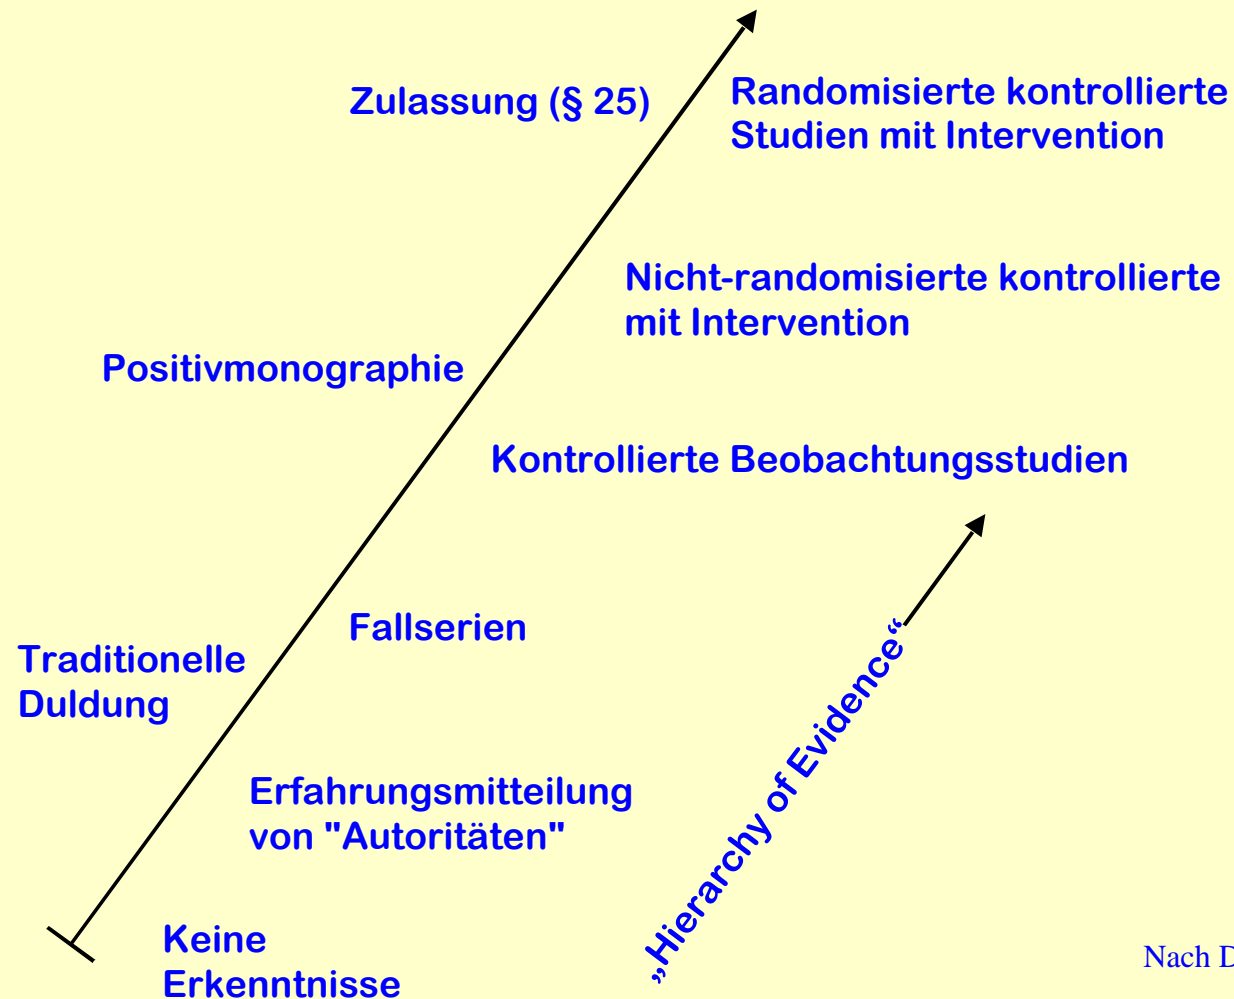 Zulassung (§ 25)
Randomisierte kontrollierte
Studien mit Intervention
Nicht-randomisierte kontrollierte
mit Intervention
Positivmonographie
Kontrollierte Beobachtungsstudien
Fallserien
Traditionelle
Duldung
Erfahrungsmitteilung
von "Autoritäten"
„Hierarchy of Evidence“
Keine
Erkenntnisse
Nach D